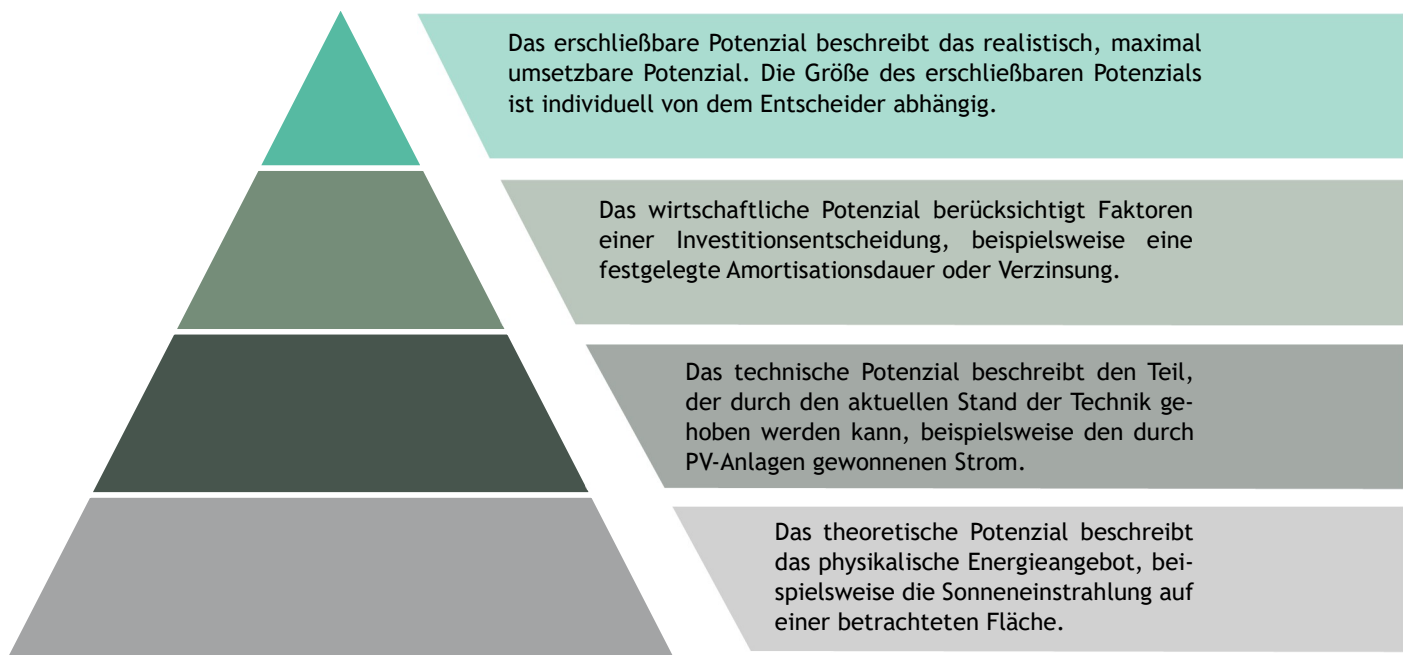 Das erschließbare Potenzial beschreibt das realistisch, maximal
umsetzbare Potenzial. Die Größe des erschließbaren Potenzials
ist individuell von dem Entscheider abhängig.
Das wirtschaftliche Potenzial berücksichtigt Faktoren
einer Investitionsentscheidung, beispielsweise eine
festgelegte Amortisationsdauer oder Verzinsung.
Das technische Potenzial beschreibt den Teil,
der durch den aktuellen Stand der Technik ge-
hoben werden kann, beispielsweise den durch
PV-Anlagen gewonnenen Strom.
Das theoretische Potenzial beschreibt
das physikalische Energieangebot, bei-
spielsweise die Sonneneinstrahlung auf
einer betrachteten Fläche.